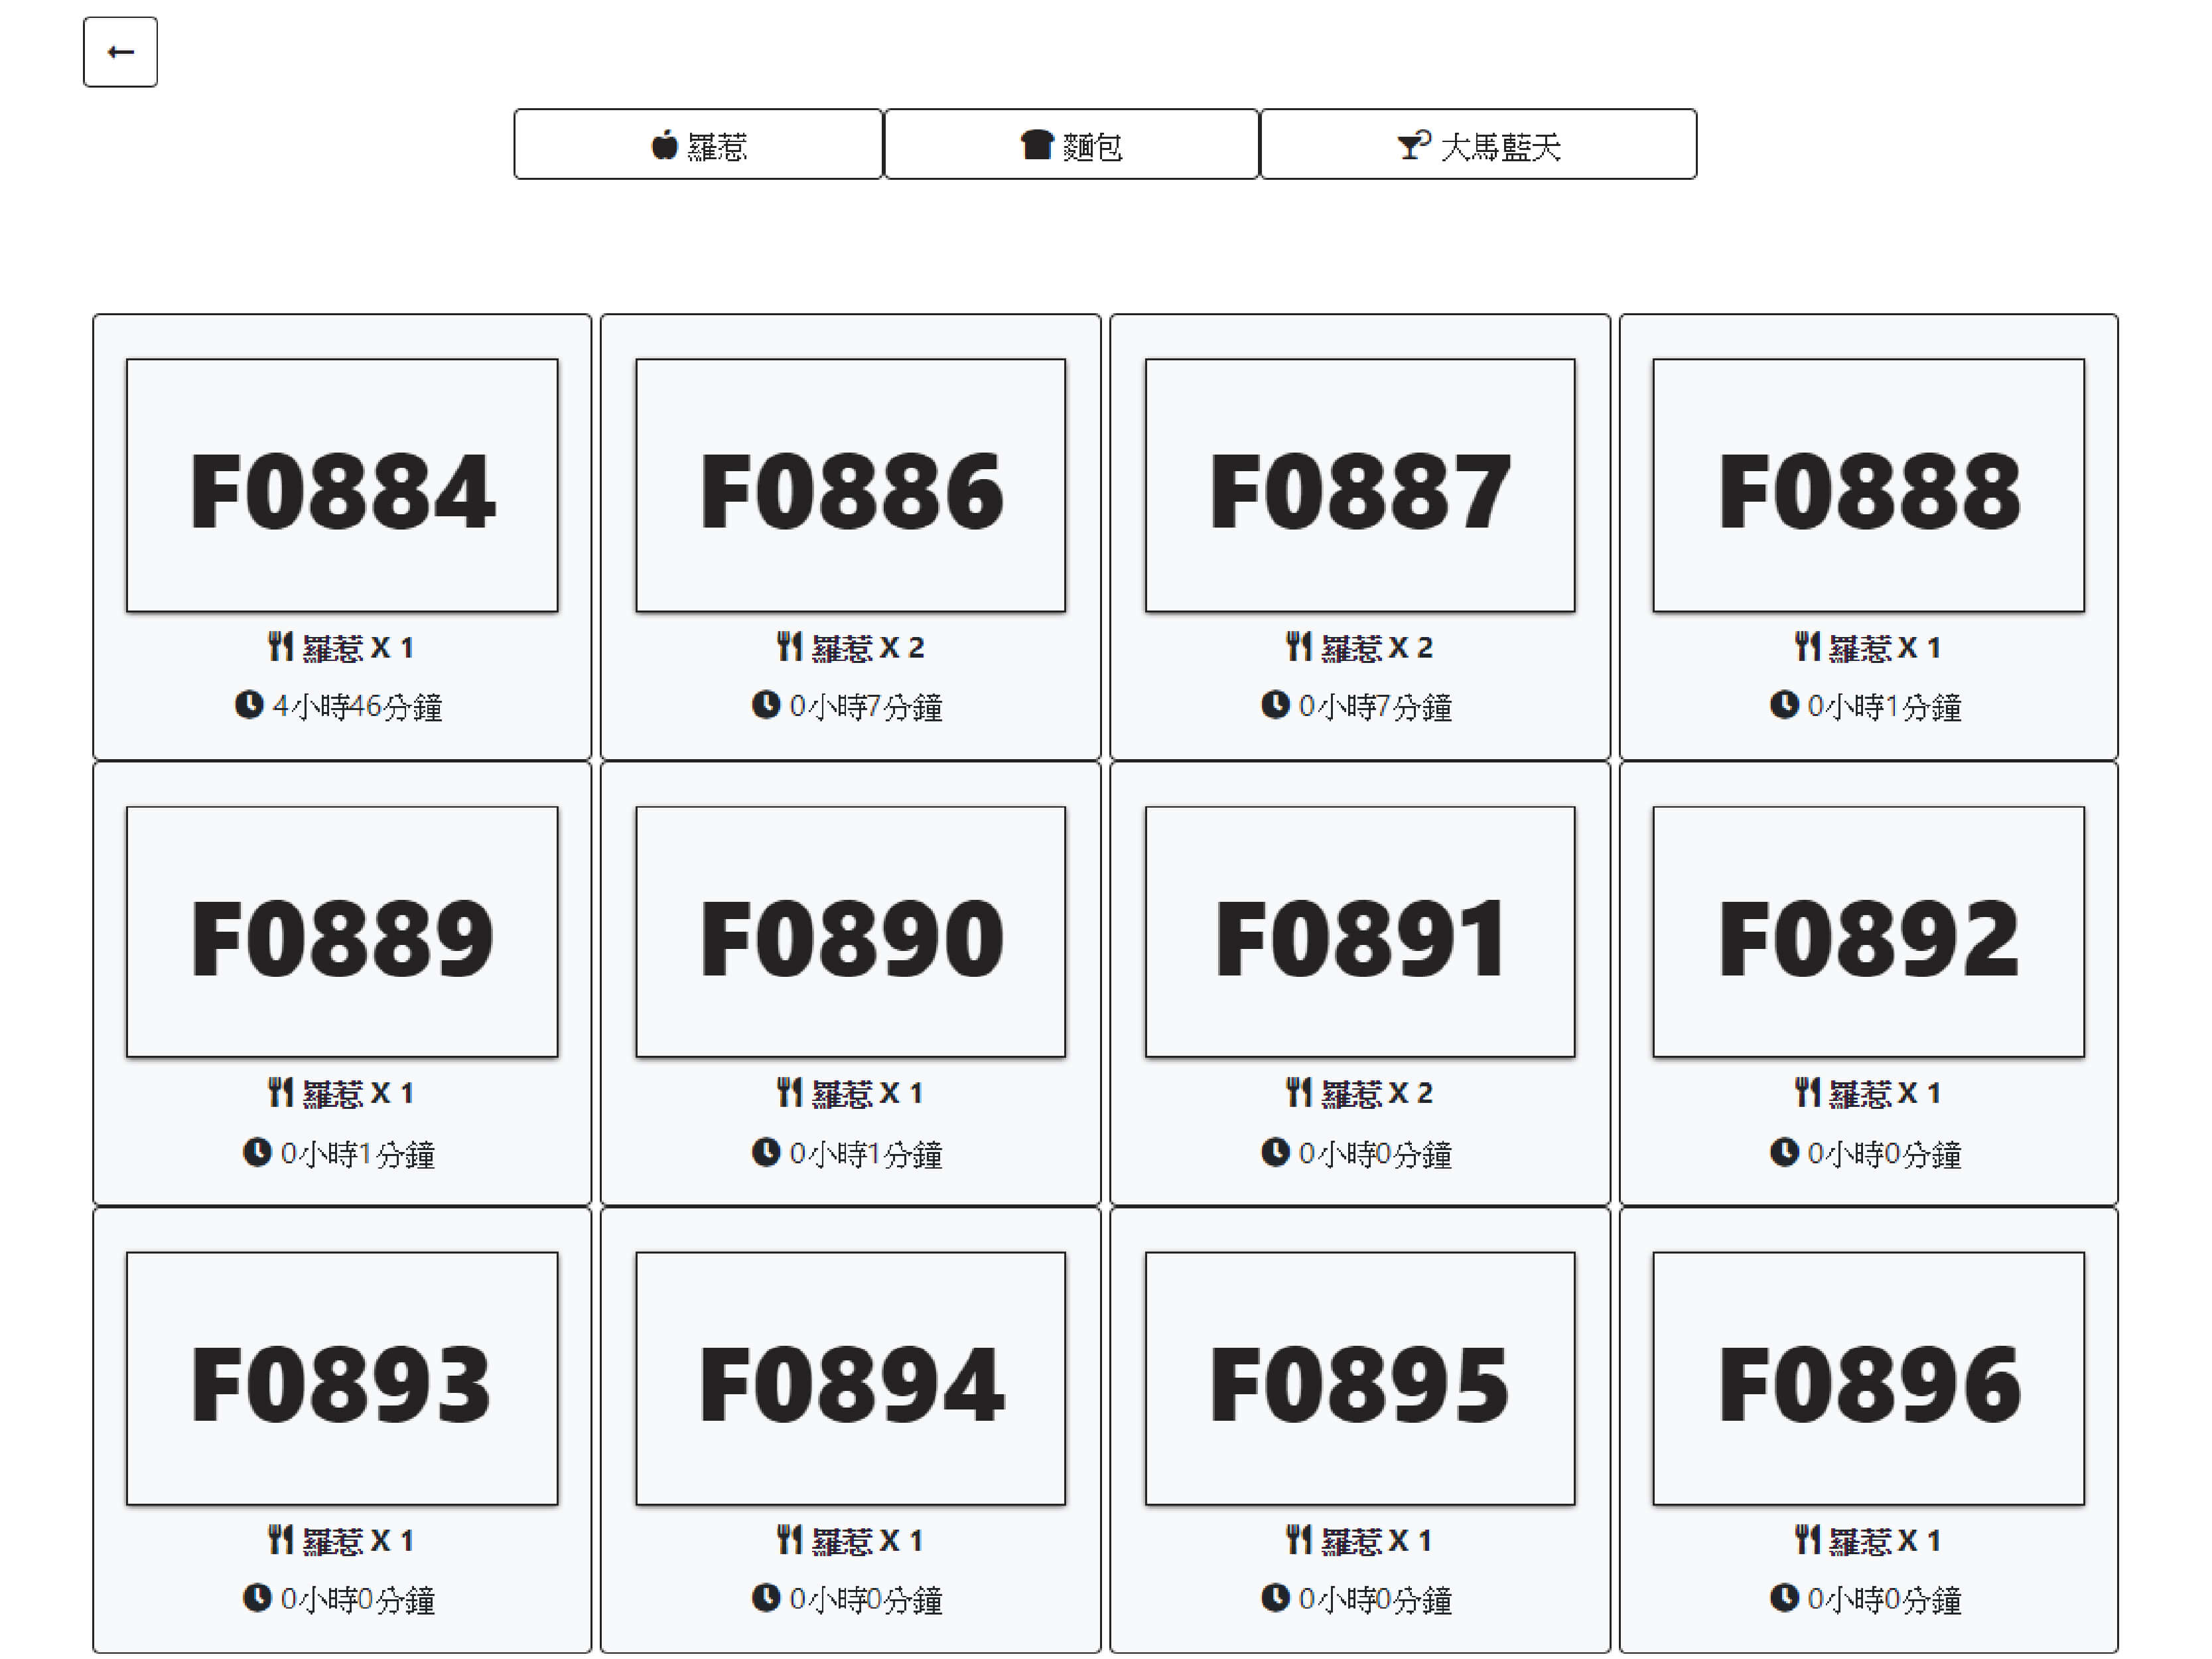 ←
羅惹 麵包 大馬藍天
F0884 F0886 F0887 F0888
羅惹 X 1 羅惹 X 2 羅惹 X 2 羅惹 X 1
4小時46分鐘 0小時7分鐘 0小時7分鐘 0小時1分鐘
F0889 F0890 F0891 F0892
羅惹 X 1 羅惹 X 1 羅惹 X 2 羅惹 X 1
0小時1分鐘 0小時1分鐘 0小時0分鐘 0小時0分鐘
F0893 F0894 F0895 F0896
羅惹 X 1 羅惹 X 1 羅惹 X 1 羅惹 X 1
0小時0分鐘 0小時0分鐘 0小時0分鐘 0小時0分鐘